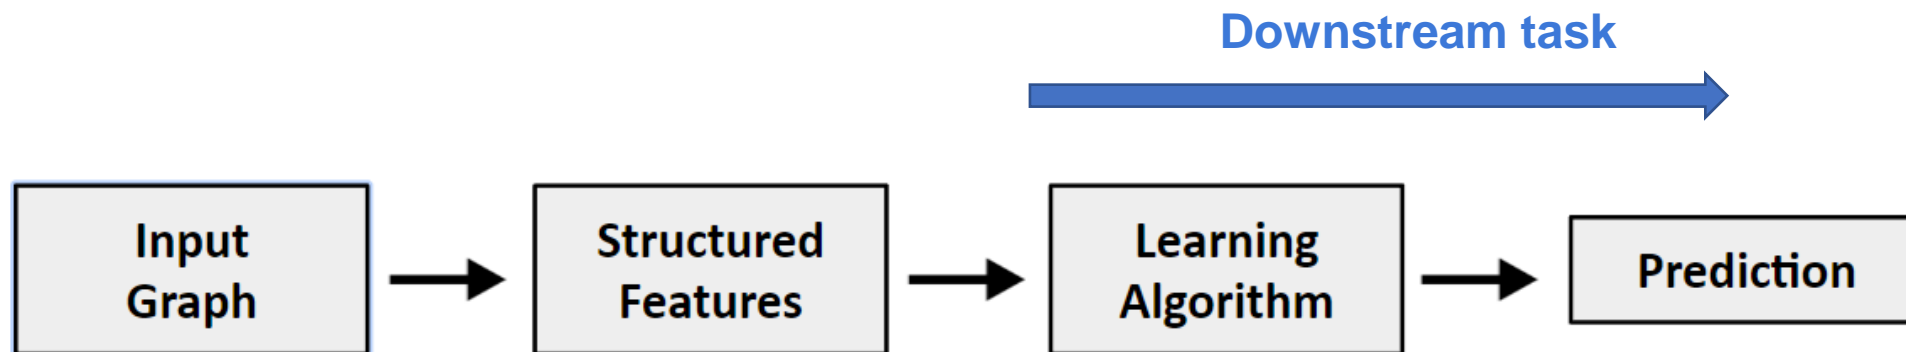 Downstream task
Input
Graph
Structured
Features
Learning
Algorithm
Prediction